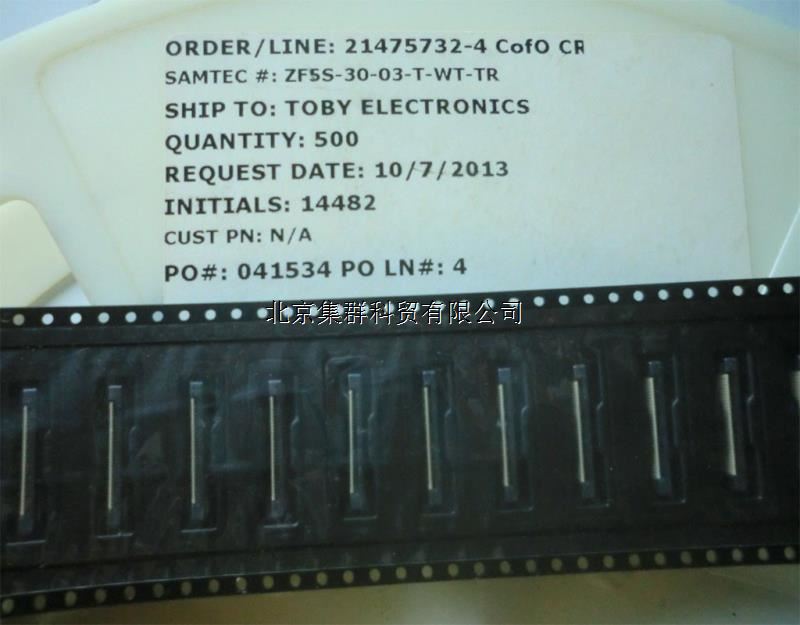 ORDER/LINE: 21475732-4 CofO CR
SAMTEC #: ZF5S-30-03-T-WT-TR
SHIP TO: TOBY ELECTRONICS
QUANTITY: 500
REQUEST DATE: 10/7/2013
INITIALS: 14482
CUST PN: N/A
PO#: 041534 PO LN#: 4
北京集群科贸有限公司